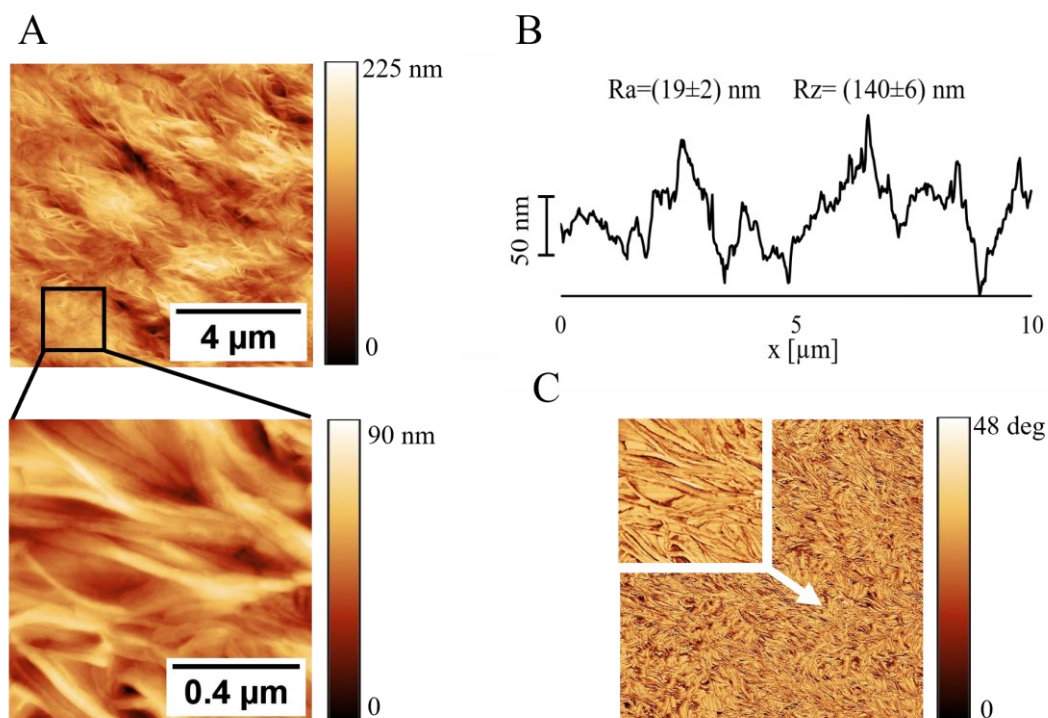 A
225 nm
4 µm
0
90 nm
0.4 µm
0
B
Ra=(19±2) nm Rz= (140±6) nm
50 nm
0 5 10
x [µm]
C
48 deg
0